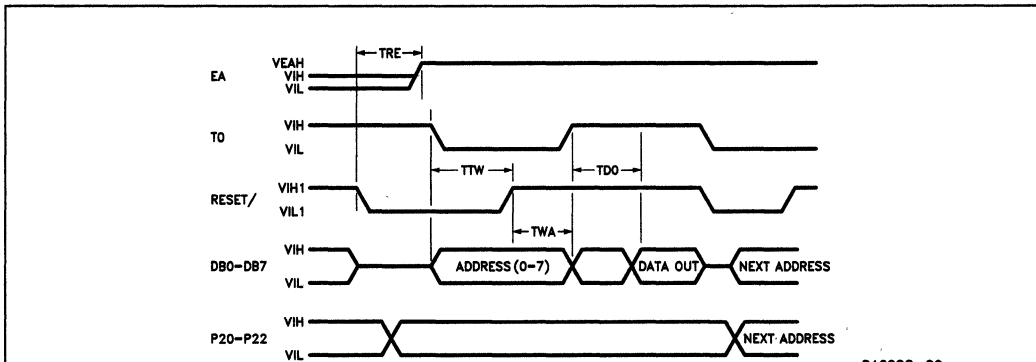 TRE
VEAH
EA VIH
VIL
VIH
T0
VIL
TTW TDO
VIH1
RESET/
VIL1
TWA
VIH
DB0-DB7 ADDRESS (0-7) DATA OUT NEXT ADDRESS
VIL
VIH
P20-P22 NEXT ADDRESS
VIL